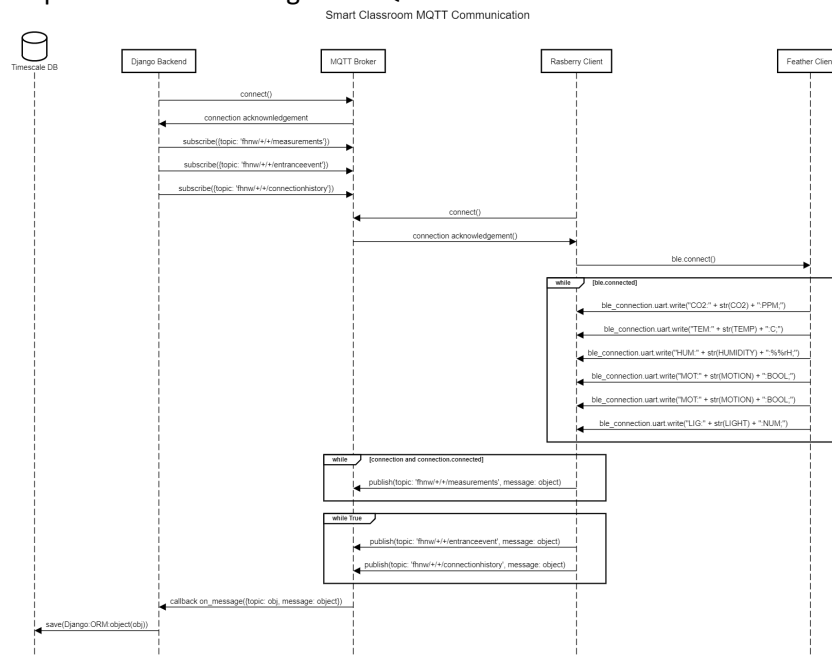 Smart Classroom MQTT Communication
Timescale DB
Django Backend
MQTT Broker
Rasberry Client
Feather Clien
connect()
connection acknownledgement
subscribe({topic: 'fhnw/+/+/measurements'})
subscribe({topic: 'fhnw/+/+/entranceevent'})
subscribe({topic: 'fhnw/+/+/connectionhistory'})
connect()
connection acknowledgement()
ble.connect()
while [ble.connected]
ble_connection.uart.write("CO2:" + str(CO2) + ":PPM;")
ble_connection.uart.write("TEM:" + str(TEMP) + ":C;")
ble_connection.uart.write("HUM:" + str(HUMIDITY) + ":%%rH;")
ble_connection.uart.write("MOT:" + str(MOTION) + ":BOOL;")
ble_connection.uart.write("MOT:" + str(MOTION) + ":BOOL;")
ble_connection.uart.write("LIG:" + str(LIGHT) + ":NUM;")
while [connection and connection.connected]
publish(topic: 'fhnw/+/+/measurements', message: object)
while True
publish(topic: 'fhnw/+/+/entranceevent', message: object)
publish(topic: 'fhnw/+/+/connectionhistory', message: object)
callback on_message({topic: obj, message: object})
save(Django:ORM:object(obj))